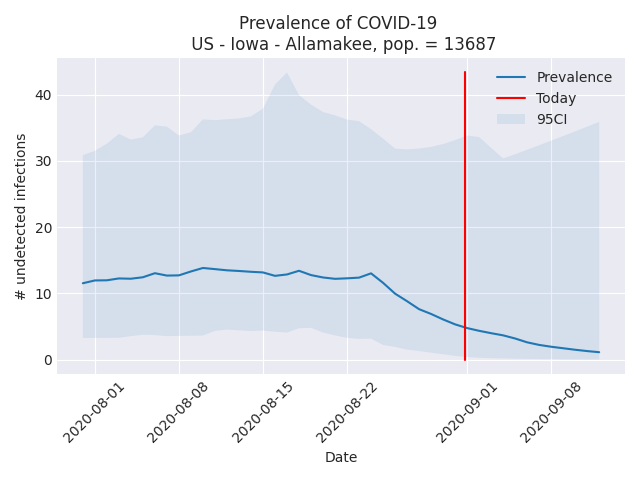 Prevalence of COVID-19
US - Iowa - Allamakee, pop. = 13687
Prevalence
Today
95CI
# undetected infections
40
30
20
10
0
2020-08-01
2020-08-08
2020-08-15
2020-08-22
2020-09-01
2020-09-08
Date